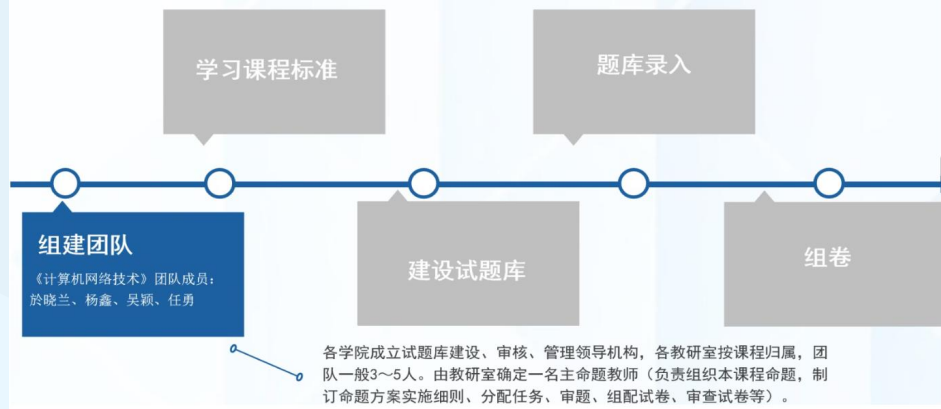 学习课程标准
题库录入
组建团队
《计算机网络技术》团队成员：
於晓兰、杨鑫、吴颖、任勇
建设试题库
组卷
各学院成立试题库建设、审核、管理领导机构，各教研室按课程归属，团
队一般3～5人。由教研室确定一名主命题教师（负责组织本课程命题，制
订命题方案实施细则、分配任务、审题、组配试卷、审查试卷等）。